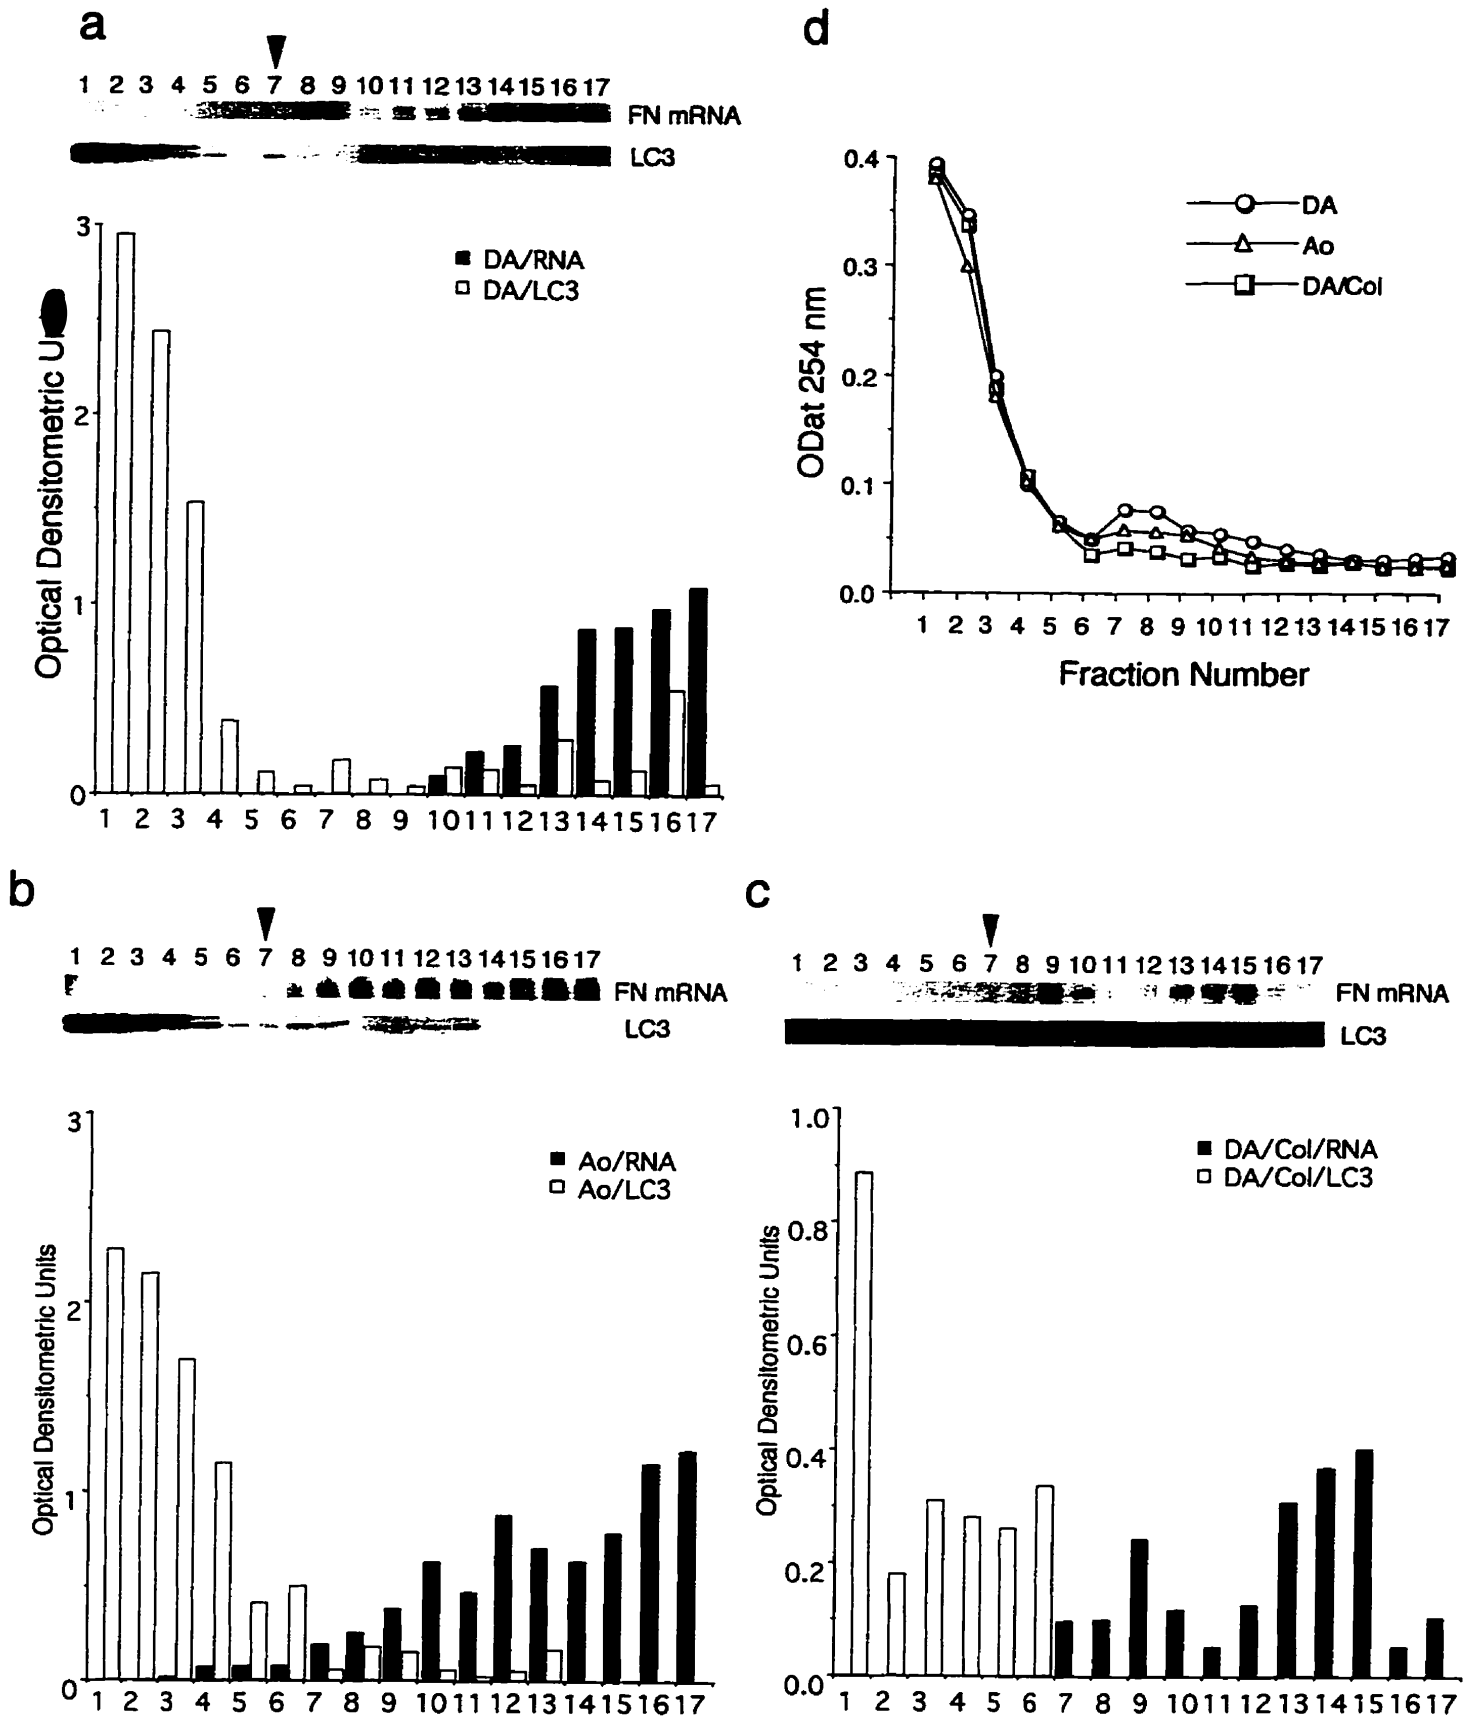 a
1 2 3 4 5 6 7 8 9 10 11 12 13 14 15 16 17
FN mRNA
LC3
3
2
1
0
Optical Densitometric
DA/RNA
DA/LC3
1 2 3 4 5 6 7 8 9 10 11 12 13 14 15 16 17
d
0.4
0.3
0.2
0.1
0.0
ODat 254 nm
DA
Ao
DA/Col
1 2 3 4 5 6 7 8 9 10 11 12 13 14 15 16 17
Fraction Number
b
1 2 3 4 5 6 7 8 9 10 11 12 13 14 15 16 17
FN mRNA
LC3
3
2
1
0
Optical Densitometric Units
Ao/RNA
Ao/LC3
1 2 3 4 5 6 7 8 9 10 11 12 13 14 15 16 17
c
1 2 3 4 5 6 7 8 9 10 11 12 13 14 15 16 17
FN mRNA
LC3
1.0
0.8
0.6
0.4
0.2
0.0
Optical Densitometric Units
DA/Col/RNA
DA/Col/LC3
1 2 3 4 5 6 7 8 9 10 11 12 13 14 15 16 17